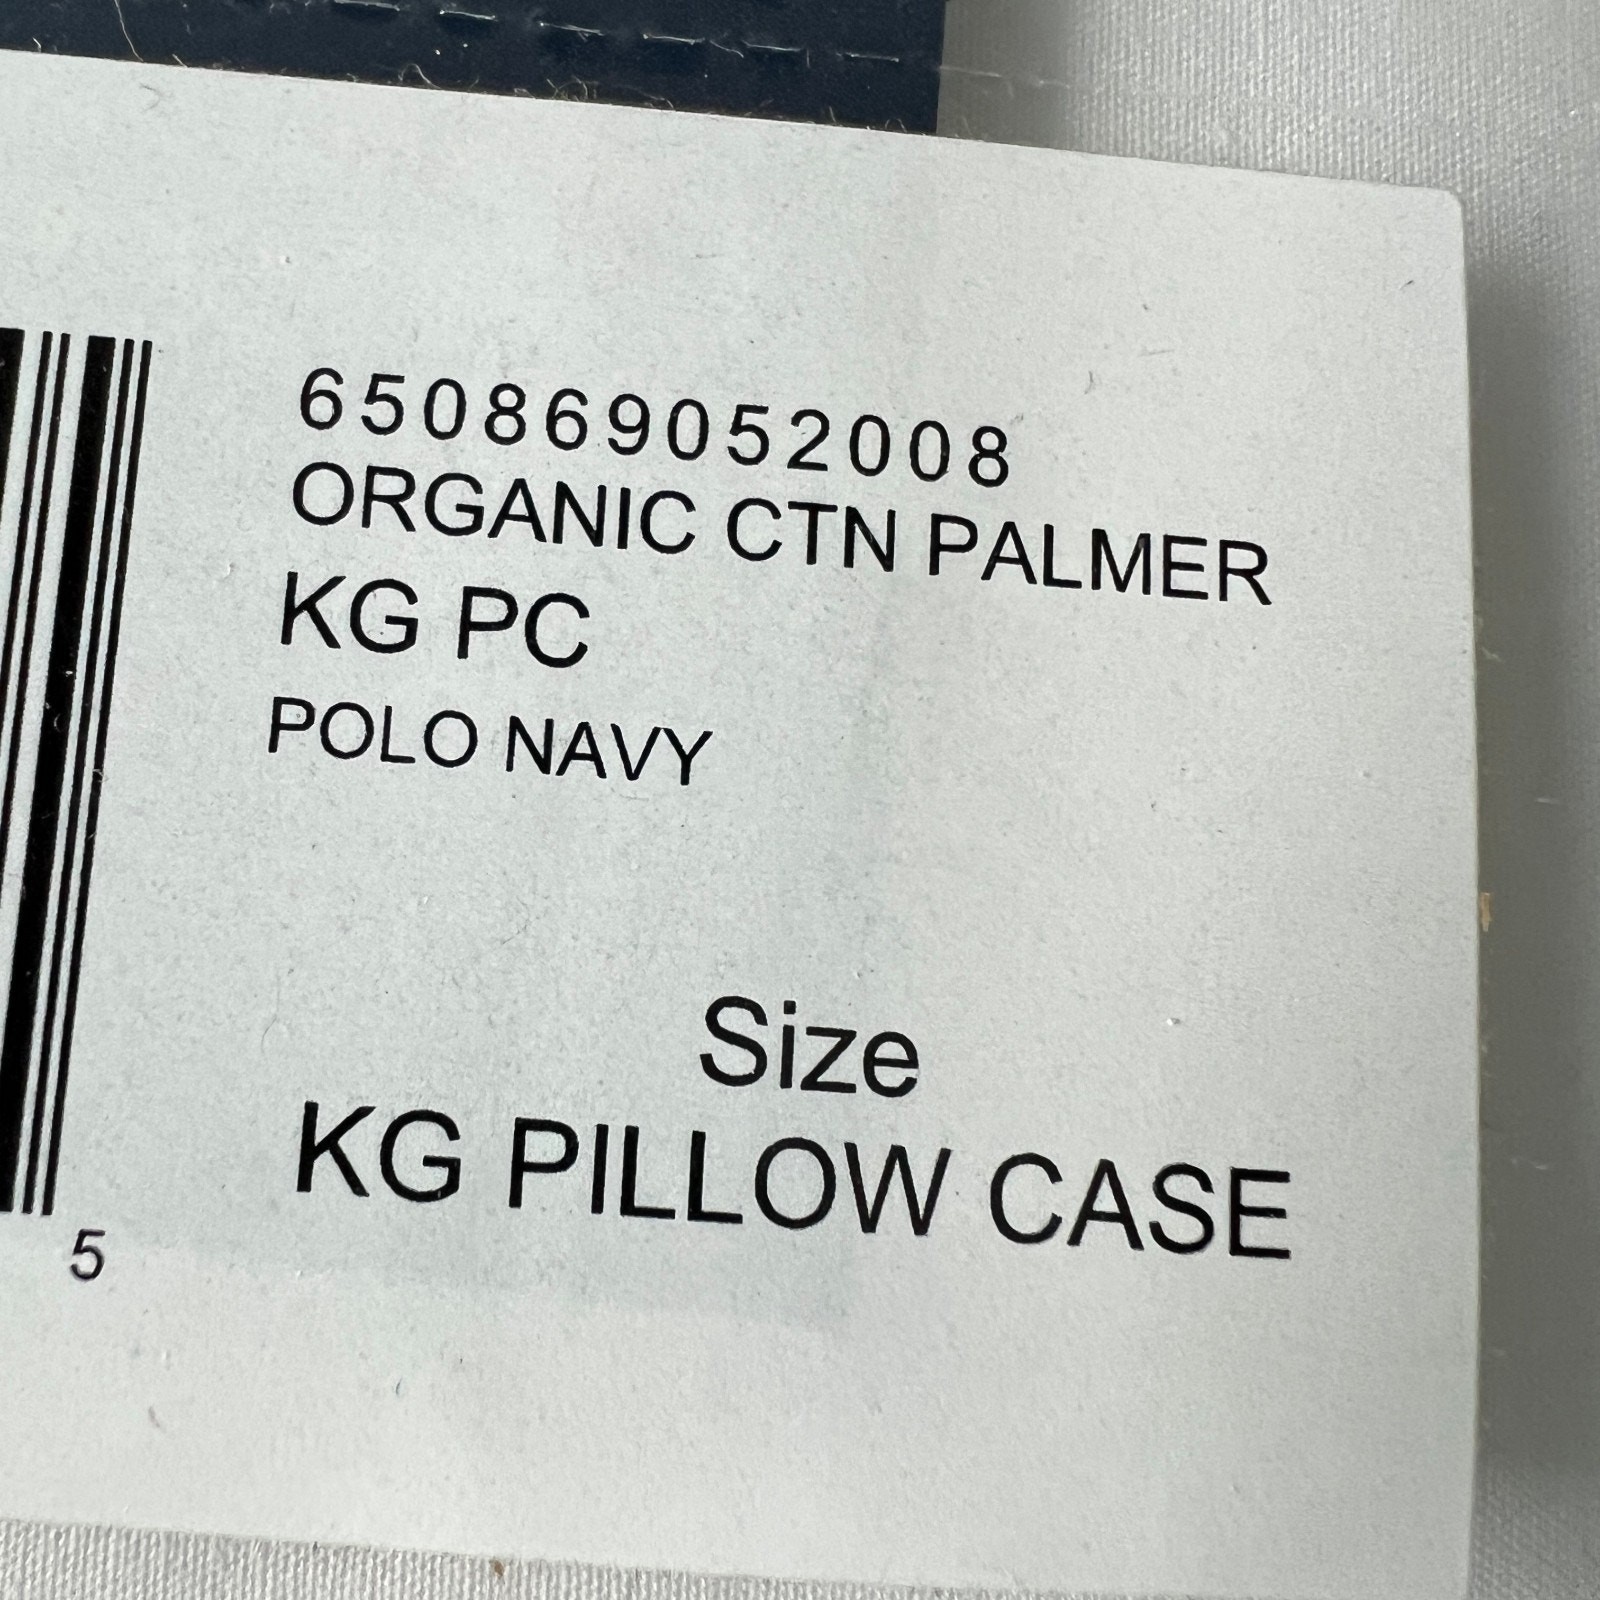 650869052008
ORGANIC CTN PALMER
KG PC
POLO NAVY
Size
KG PILLOW CASE
5